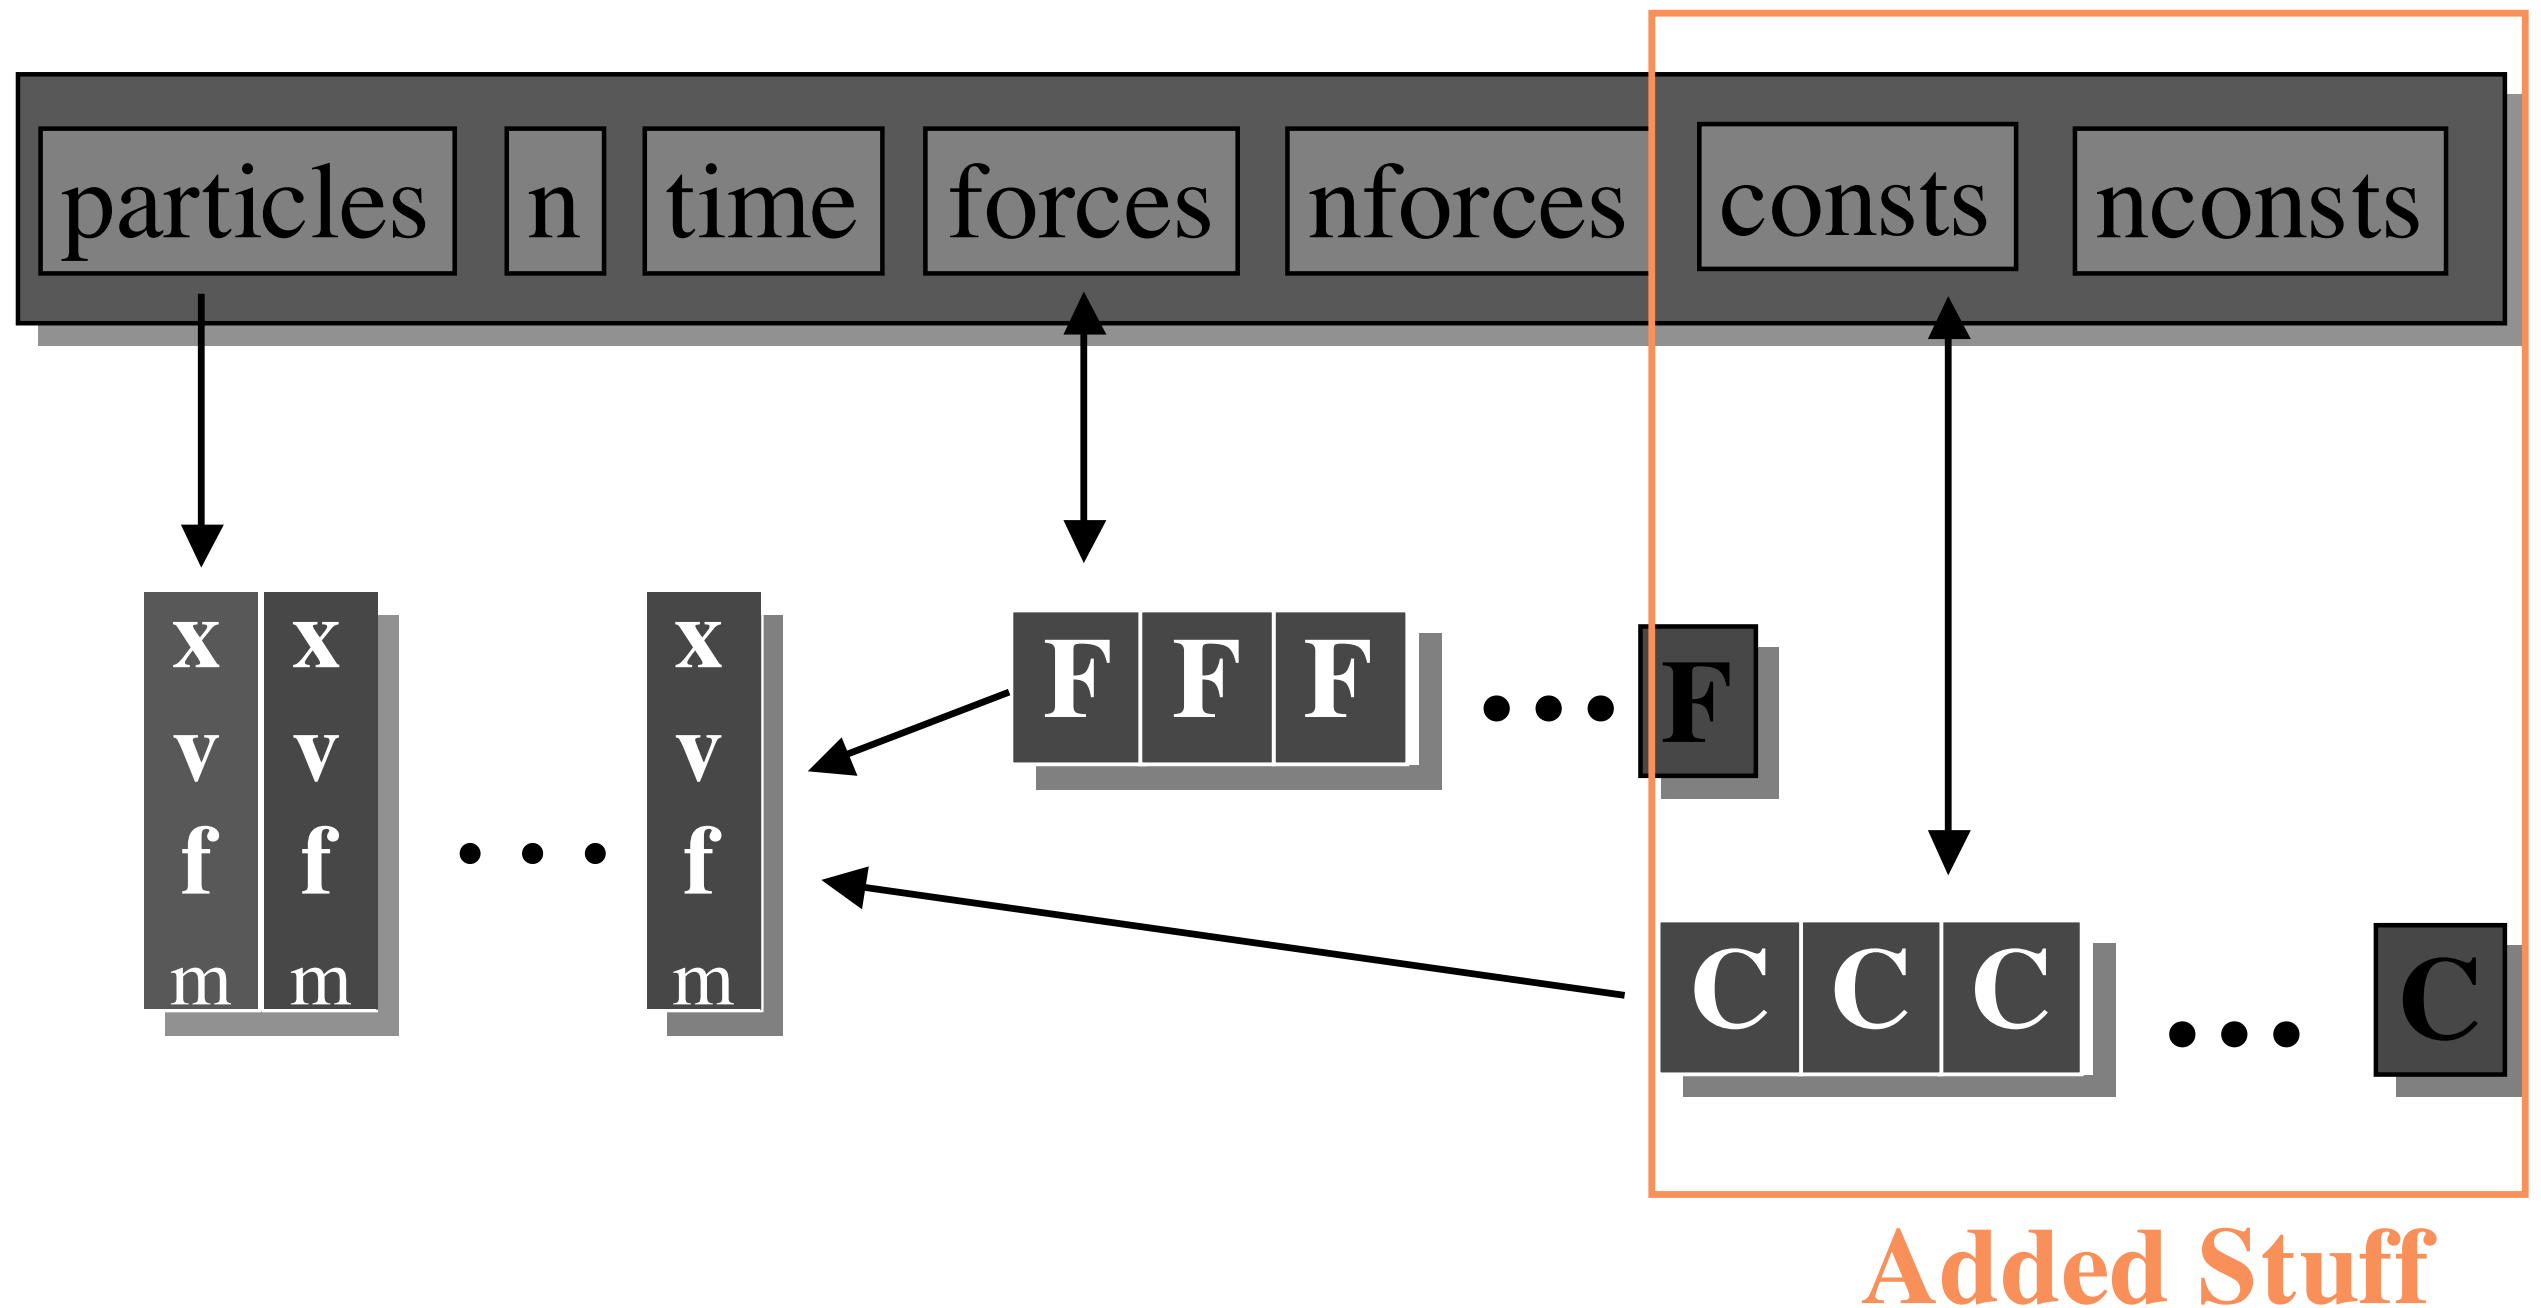 particles n time forces nforces consts nconsts
x x x F F F ... F
v v v
f f ... f
m m m C C C ... C
Added Stuff